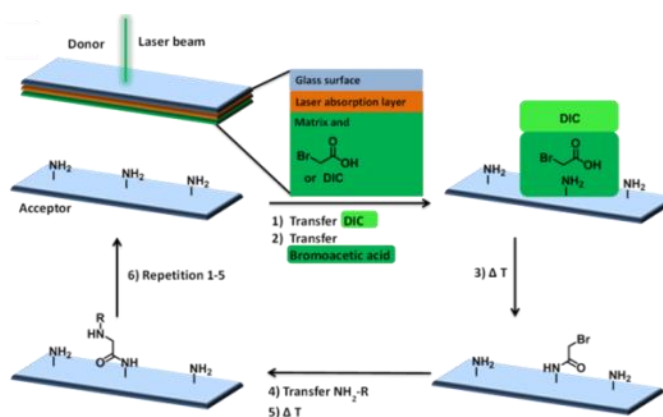 Donor
Laser beam
Glass surface
Laser absorption layer
Matrix and
Br
O
OH
or DIC
DIC
O
Br
OH
NH2
NH2
NH2
NH2
NH2
NH2
Acceptor
1) Transfer DIC
2) Transfer
Bromoacetic acid
6) Repetition 1-5
3) Δ T
R
HN
O
NH
NH2
NH2
4) Transfer NH2-R
5) Δ T
Br
NH2
HN
O
NH2